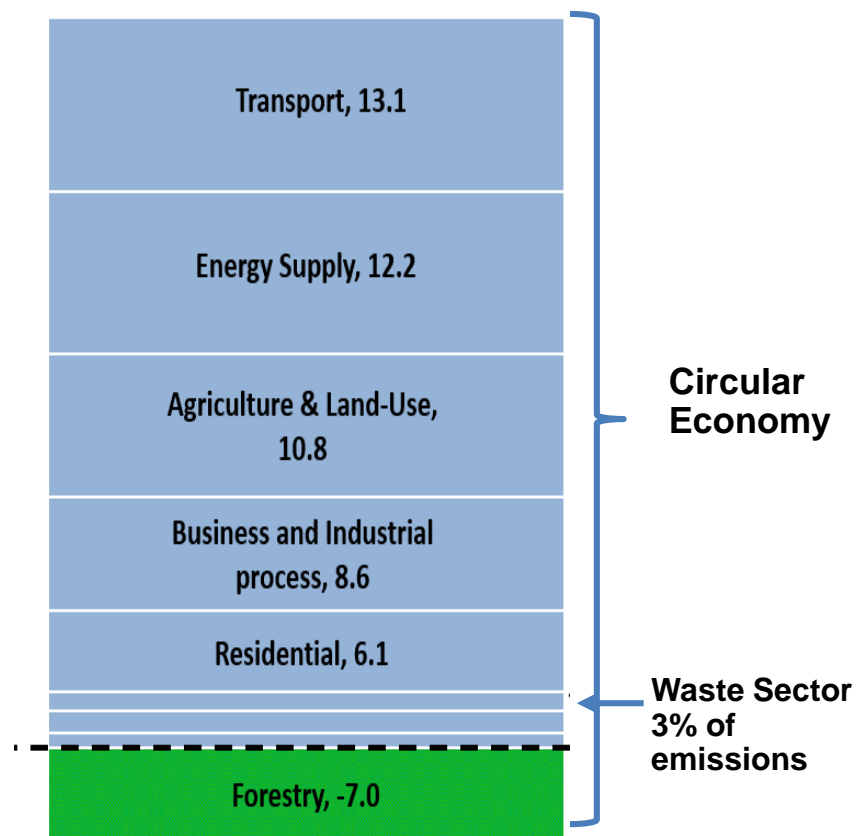 Transport, 13.1
Energy Supply, 12.2
Agriculture & Land-Use,
10.8
Business and Industrial
process, 8.6
Residential, 6.1
Forestry, -7.0
Circular
Economy
Waste Sector
3% of
emissions